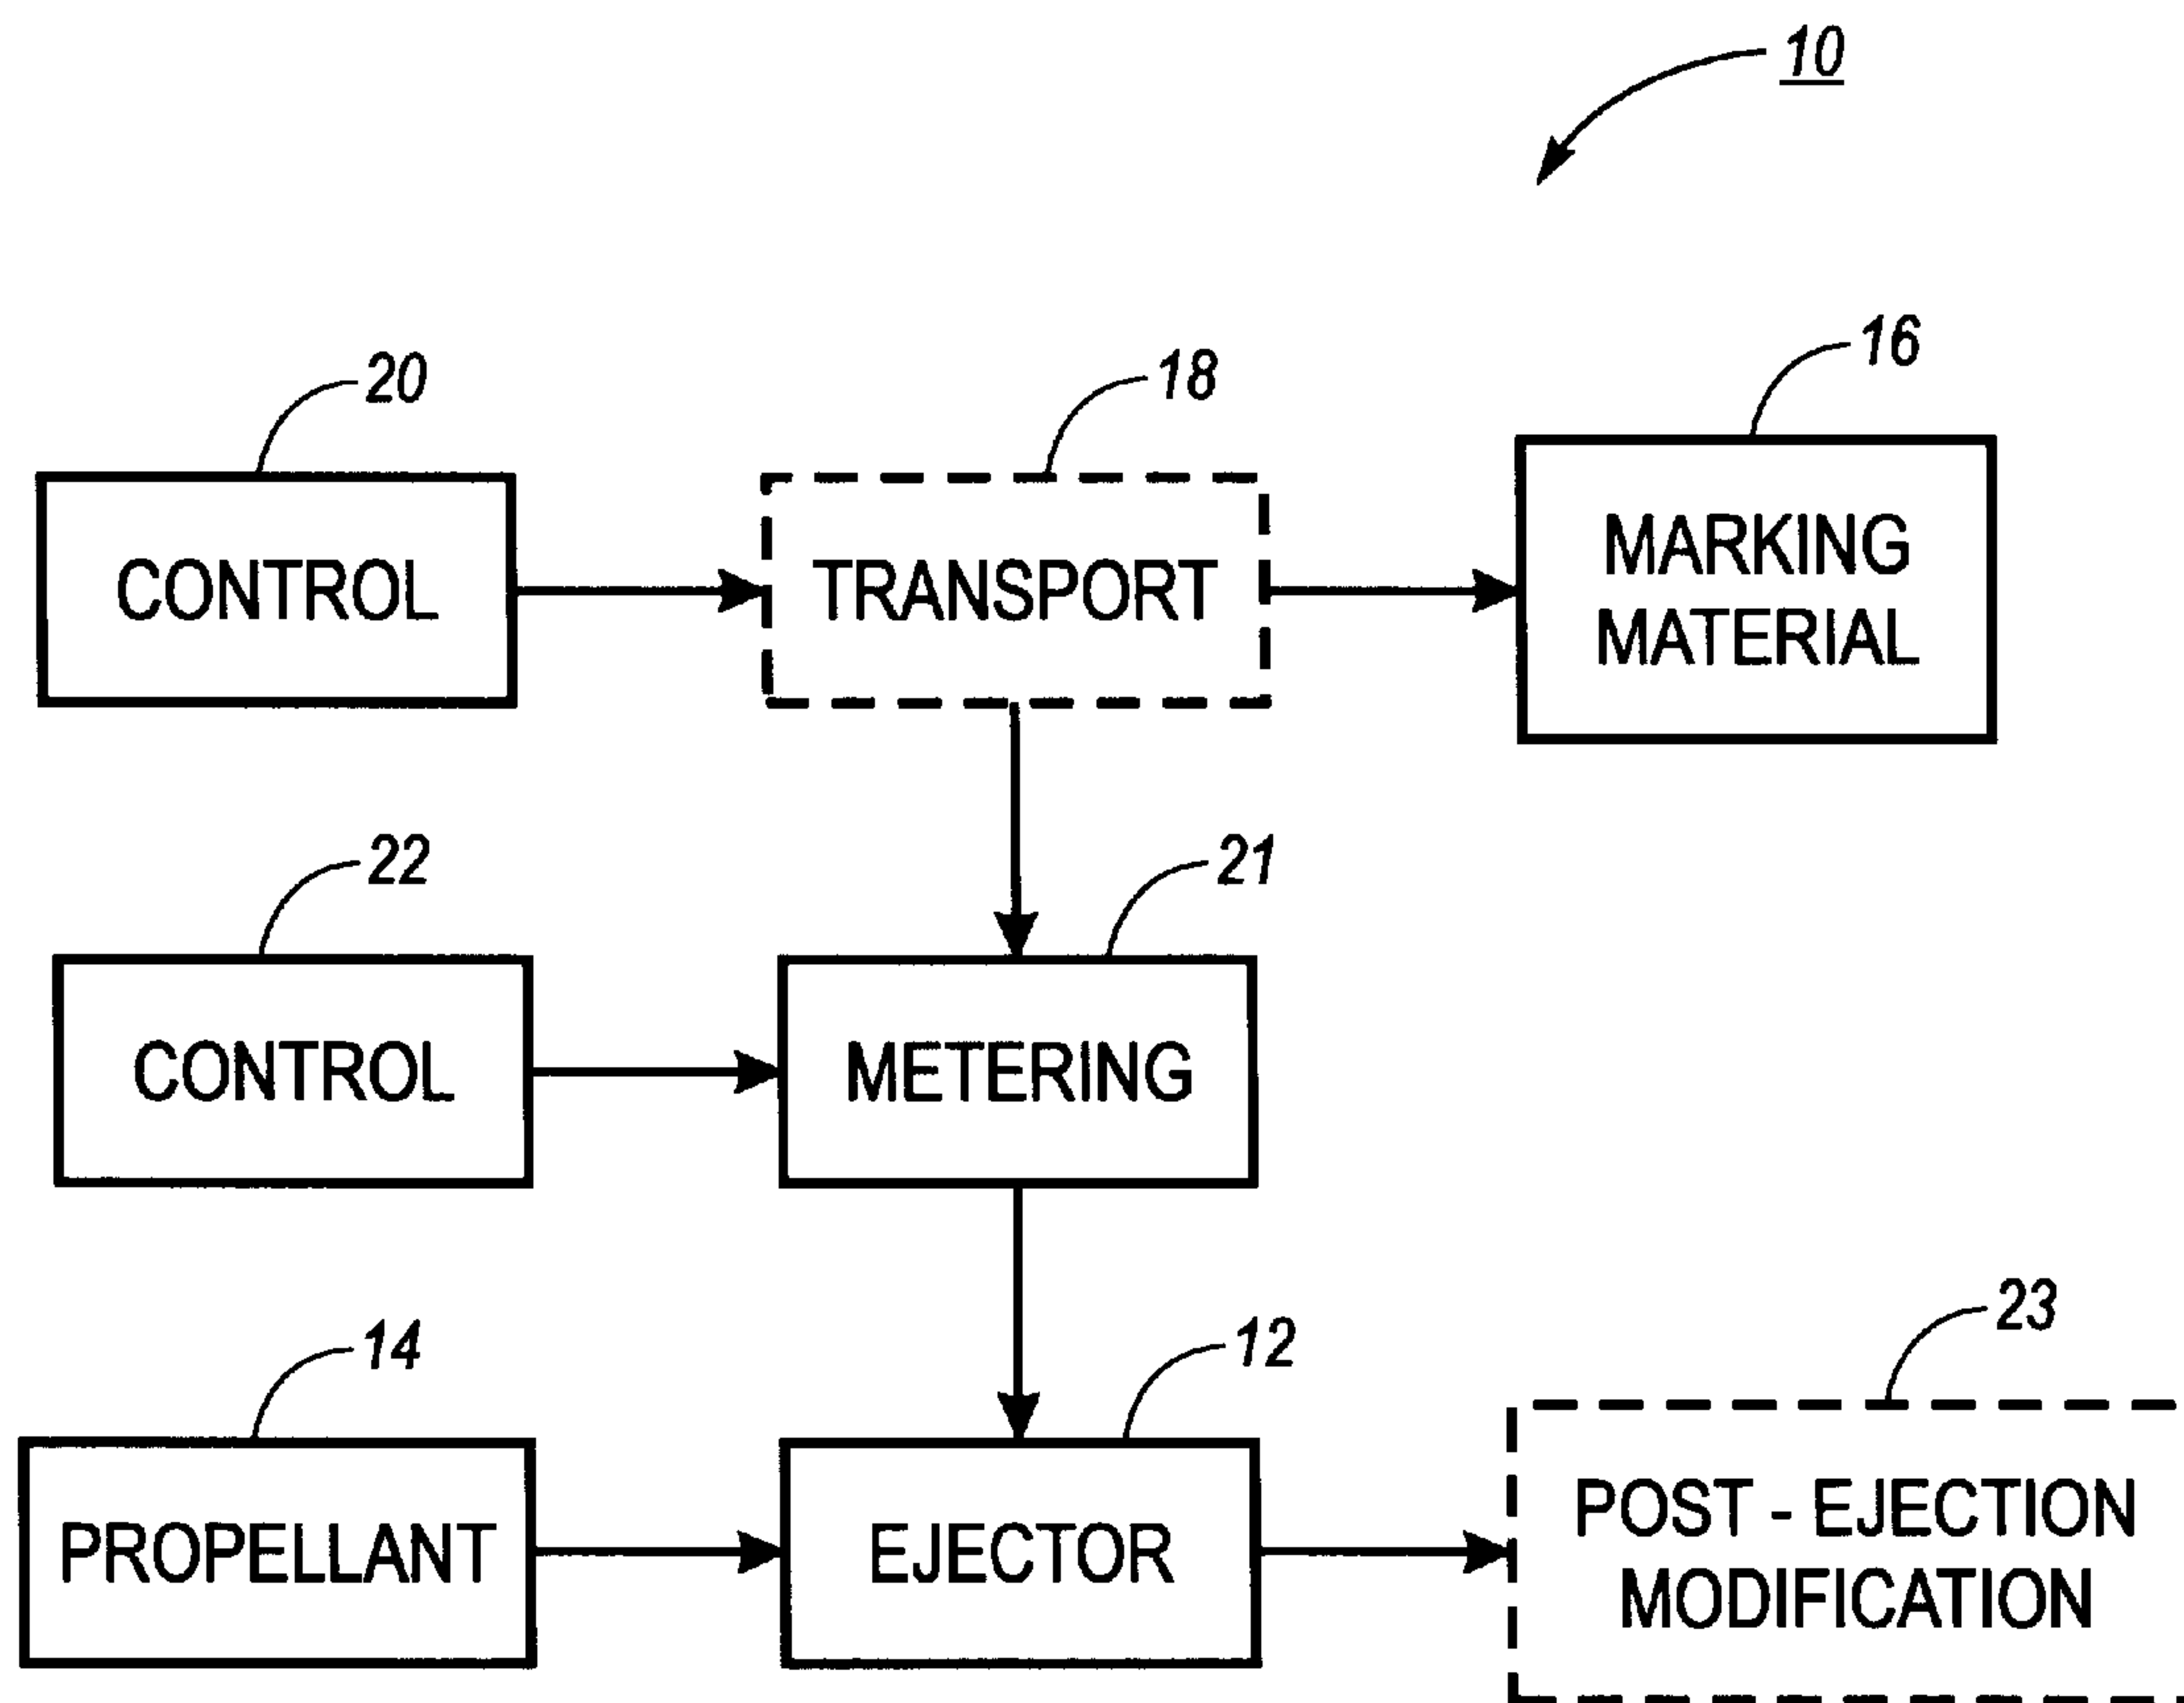 10
20
18
16
CONTROL
TRANSPORT
MARKING
MATERIAL
22
21
CONTROL
METERING
14
12
23
PROPELLANT
EJECTOR
POST - EJECTION
MODIFICATION